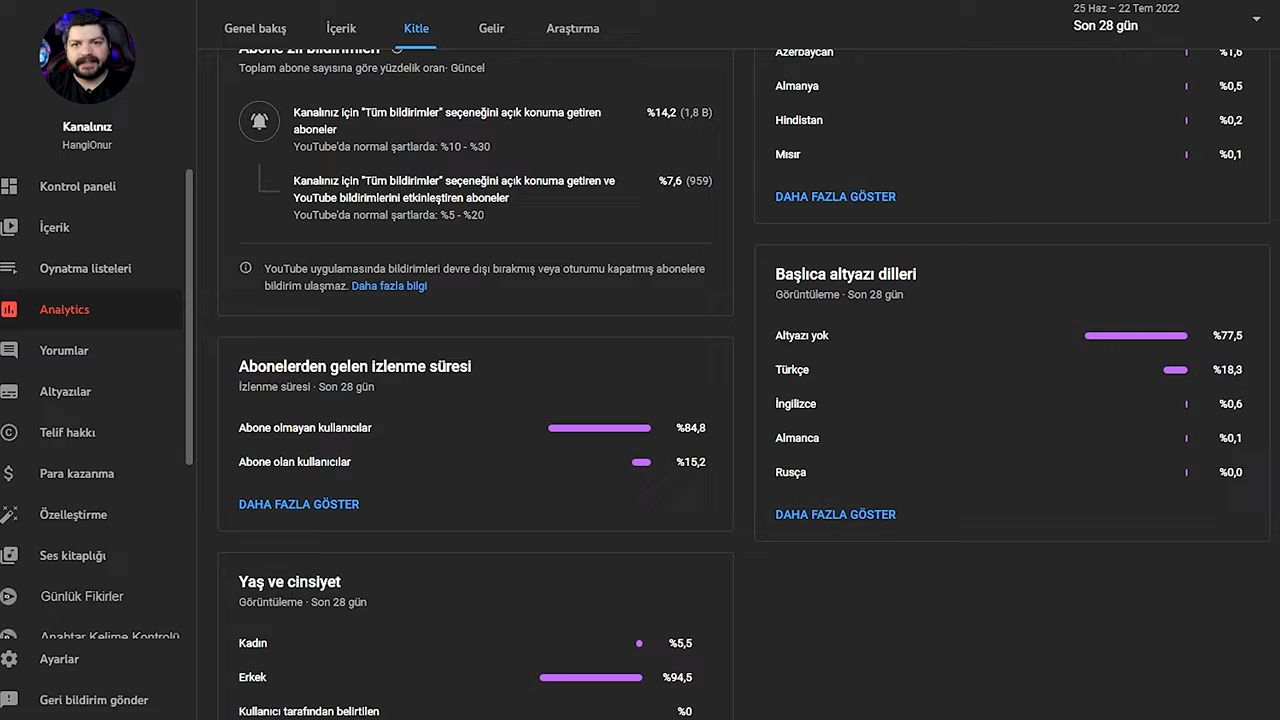 Genel bakış
İçerik
Kitle
Gelir
Araştırma
25 Haz – 22 Tem 2022
Son 28 gün
Kanalınız
HangiOnur
Kontrol paneli
İçerik
Oynatma listeleri
Analytics
Yorumlar
Altyazılar
Telif hakkı
Para kazanma
Özelleştirme
Ses kitaplığı
Günlük Fikirler
Anahtar Kelime Kontrolü
Ayarlar
Geri bildirim gönder
Abone zil bildirimleri
Toplam abone sayısına göre yüzdelik oran· Güncel
Kanalınız için "Tüm bildirimler" seçeneğini açık konuma getiren
aboneler
%14,2 (1,8 B)
YouTube'da normal şartlarda: %10 - %30
Kanalınız için "Tüm bildirimler" seçeneğini açık konuma getiren ve
YouTube bildirimlerini etkinleştiren aboneler
%7,6 (959)
YouTube'da normal şartlarda: %5 - %20
YouTube uygulamasında bildirimleri devre dışı bırakmış veya oturumu kapatmış abonelere
bildirim ulaşmaz. Daha fazla bilgi
Abonelerden gelen izlenme süresi
İzlenme süresi · Son 28 gün
Abone olmayan kullanıcılar %84,8
Abone olan kullanıcılar %15,2
DAHA FAZLA GÖSTER
Yaş ve cinsiyet
Görüntüleme · Son 28 gün
Kadın %5,5
Erkek %94,5
Kullanıcı tarafından belirtilen %0
Azerbaycan %1,6
Almanya %0,5
Hindistan %0,2
Mısır %0,1
DAHA FAZLA GÖSTER
Başlıca altyazı dilleri
Görüntüleme · Son 28 gün
Altyazı yok %77,5
Türkçe %18,3
İngilizce %0,6
Almanca %0,1
Rusça %0,0
DAHA FAZLA GÖSTER